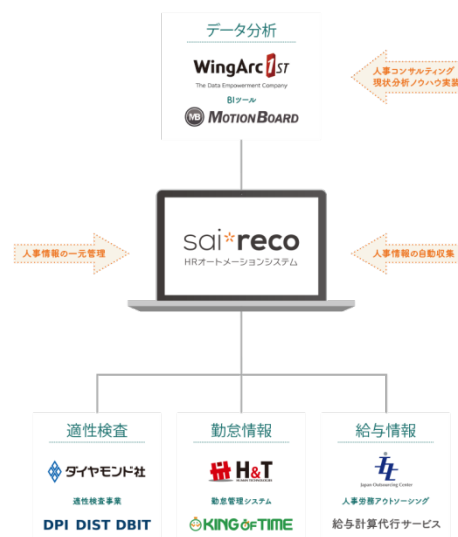 データ分析
WingArc1ST
The Data Empowerment Company
BIツール
MB MOTIONBOARD
人事コンサルティング
現状分析ノウハウ実装
sai*reco
HRオートメーションシステム
人事情報の一元管理
人事情報の自動収集
適性検査
ダイヤモンド社
適性検査事業
DPI DIST DBIT
勤怠情報
H&T
HUMAN TECHNOLOGIES
勤怠管理システム
KING OF TIME
給与情報
Japan Outsourcing Center
人事労務アウトソーシング
給与計算代行サービス